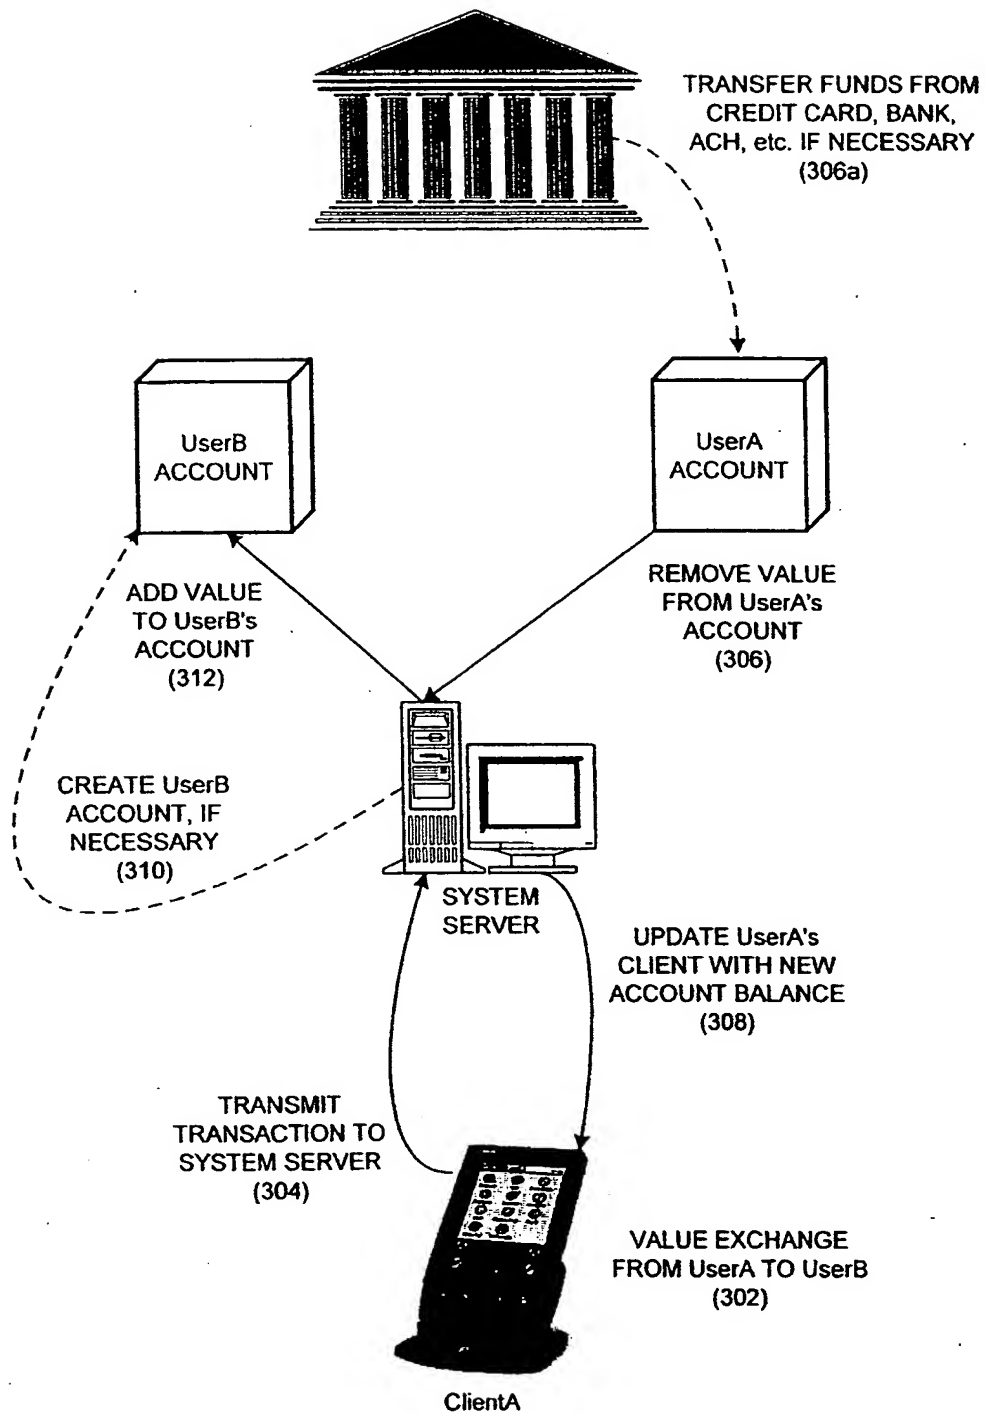 TRANSFER FUNDS FROM
CREDIT CARD, BANK,
ACH, etc. IF NECESSARY
(306a)
UserB
ACCOUNT
UserA
ACCOUNT
ADD VALUE
TO UserB's
ACCOUNT
(312)
REMOVE VALUE
FROM UserA's
ACCOUNT
(306)
CREATE UserB
ACCOUNT, IF
NECESSARY
(310)
SYSTEM
SERVER
UPDATE UserA's
CLIENT WITH NEW
ACCOUNT BALANCE
(308)
TRANSMIT
TRANSACTION TO
SYSTEM SERVER
(304)
VALUE EXCHANGE
FROM UserA TO UserB
(302)
ClientA